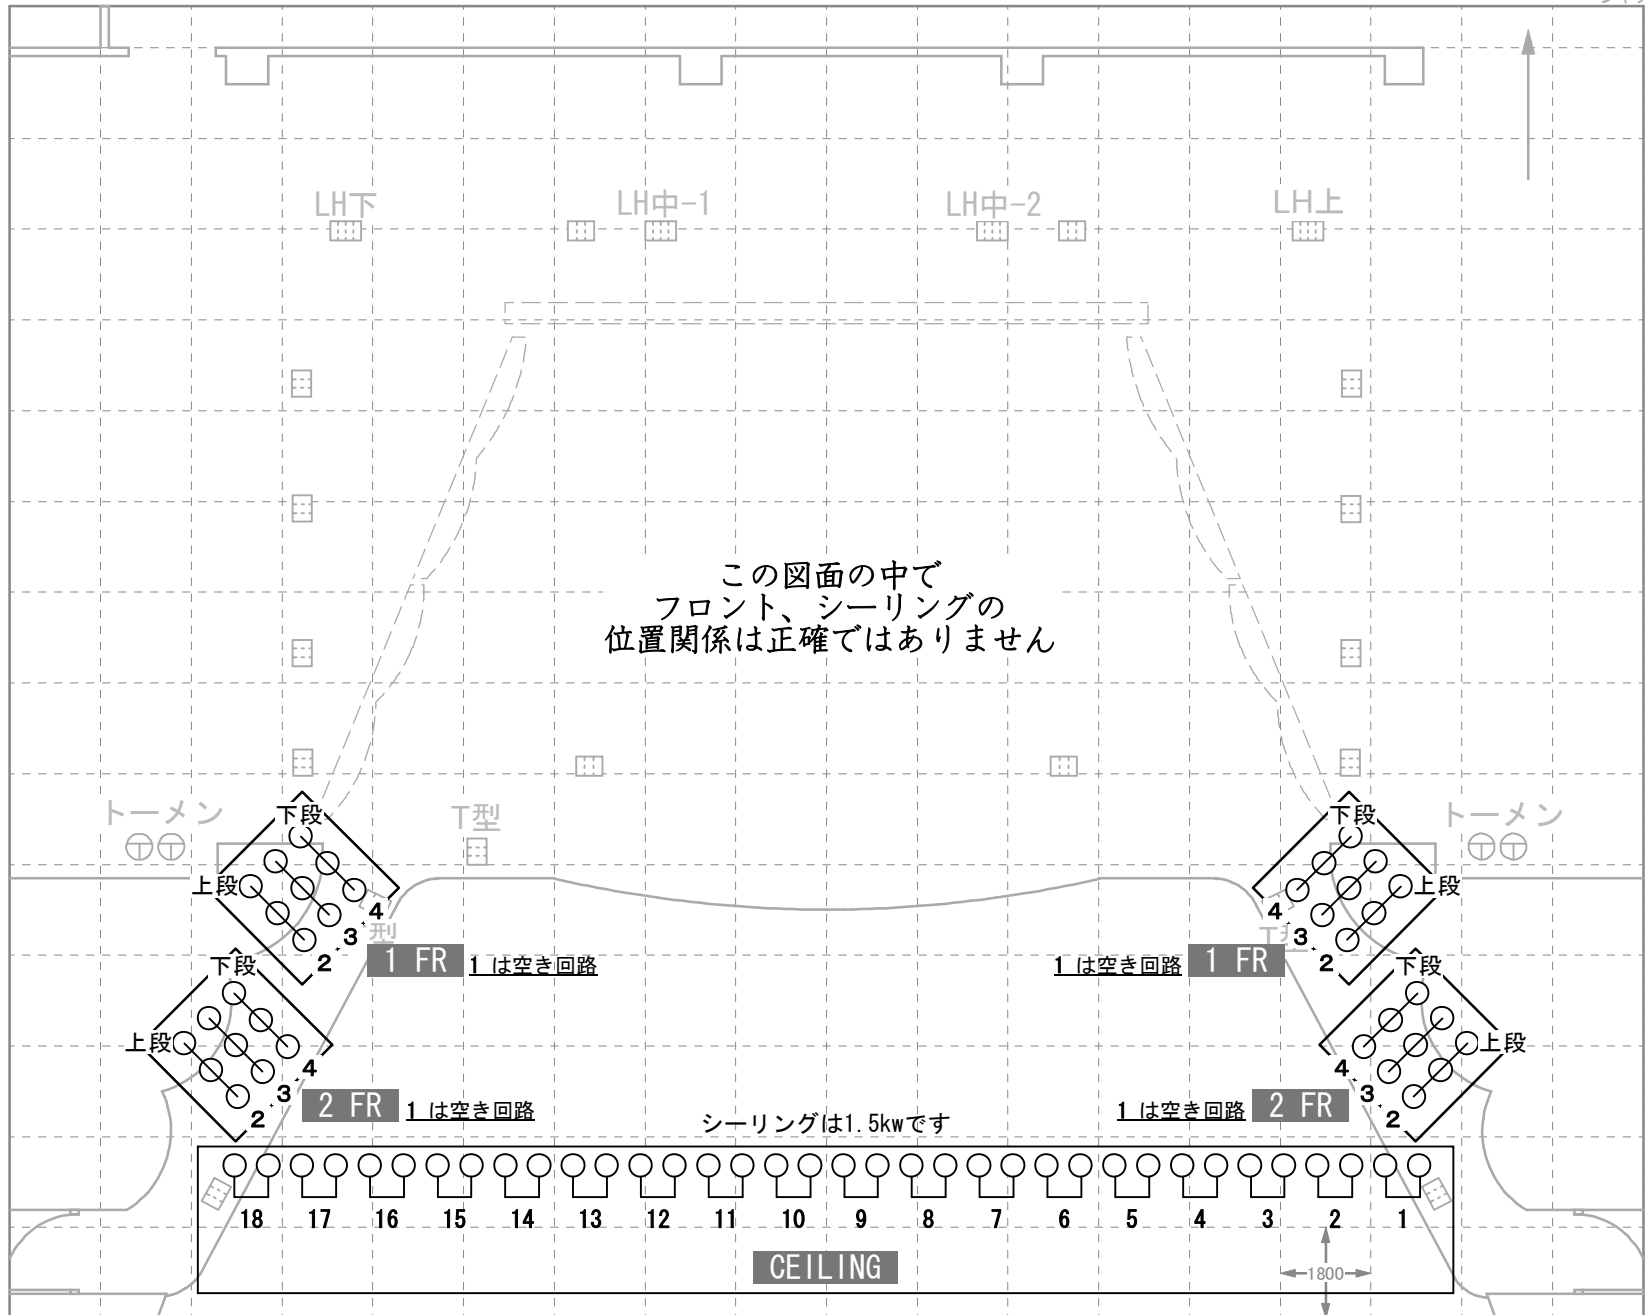 LH下
LH中-1
LH中-2
LH上
この図面の中で
フロント、シーリングの
位置関係は正確ではありません
トーメン
下段
T型
下段
トーメン
上段
上段
4
3
2
型
4
3
2
1 FR
1 は空き回路
1 は空き回路
1 FR
下段
下段
上段
上段
4
3
2
4
3
2
2 FR
1 は空き回路
1 は空き回路
2 FR
シーリングは1.5kwです
18 17 16 15 14 13 12 11 10 9 8 7 6 5 4 3 2 1
CEILING
1800